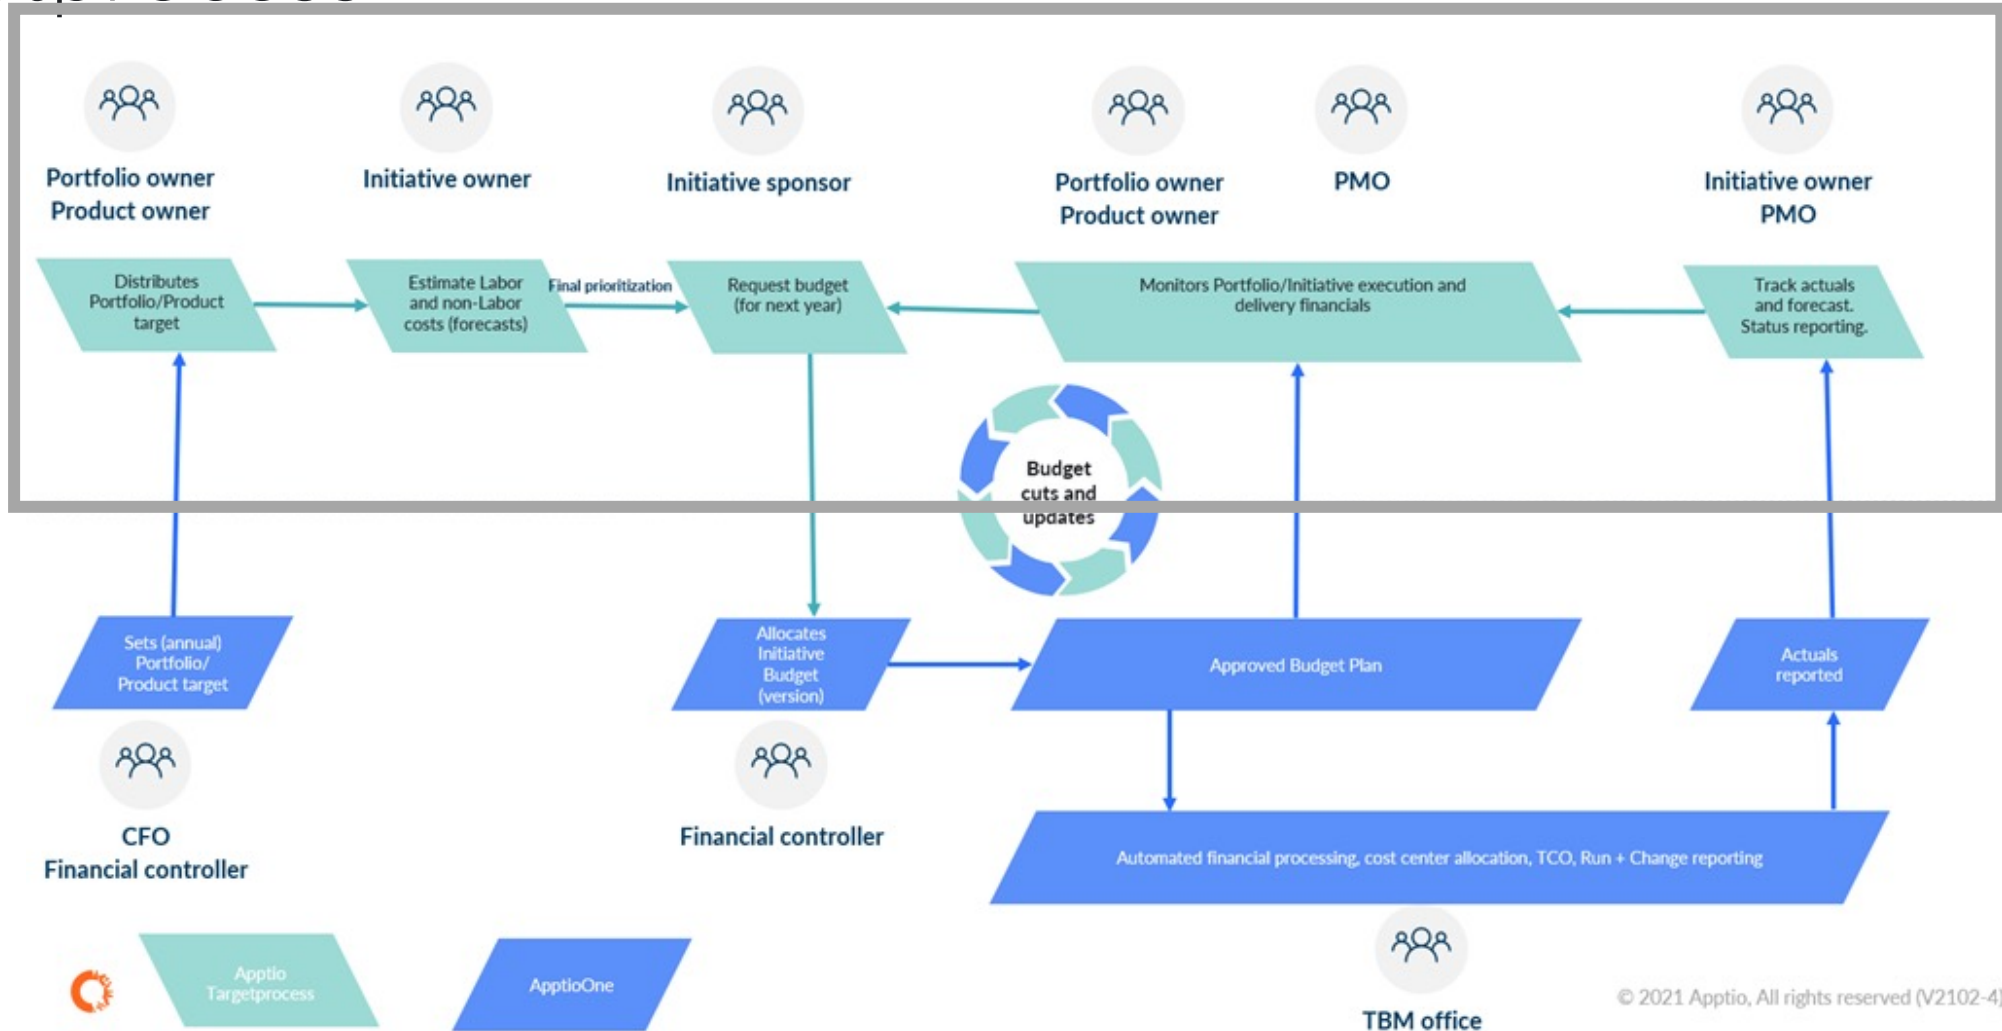 Portfolio owner
Product owner
Initiative owner
Initiative sponsor
Portfolio owner
Product owner
PMO
Initiative owner
PMO
Distributes
Portfolio/Product
target
Estimate Labor
and non-Labor
costs (forecasts)
Final prioritization
Request budget
(for next year)
Monitors Portfolio/Initiative execution and
delivery financials
Track actuals
and forecast.
Status reporting.
Budget
cuts and
updates
Sets (annual)
Portfolio/
Product target
Allocates
Initiative
Budget
(version)
Approved Budget Plan
Actuals
reported
CFO
Financial controller
Financial controller
Automated financial processing, cost center allocation, TCO, Run + Change reporting
Apptio
Targetprocess
ApptioOne
TBM office
© 2021 Apptio, All rights reserved (V2102-4)